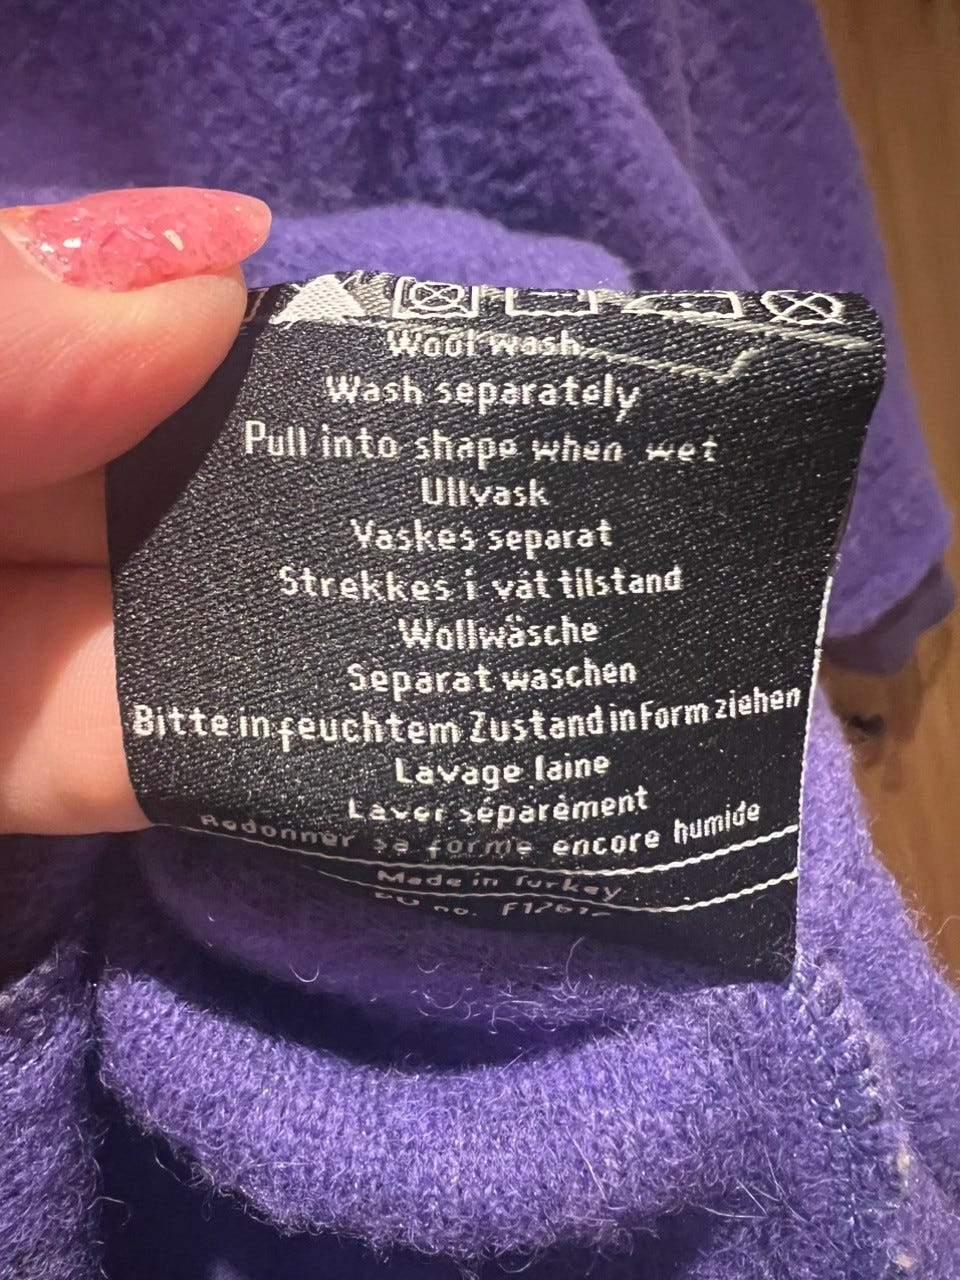 Wool wash
Wash separately
Pull into shape when wet
Ullvask
Vaskes separat
Strekkes i våt tilstand
Wollwäsche
Separat waschen
Bitte in feuchtem Zustand in Form ziehen
Lavage laine
Laver séparément
Redonner sa forme encore humide
Made in Turkey
no.